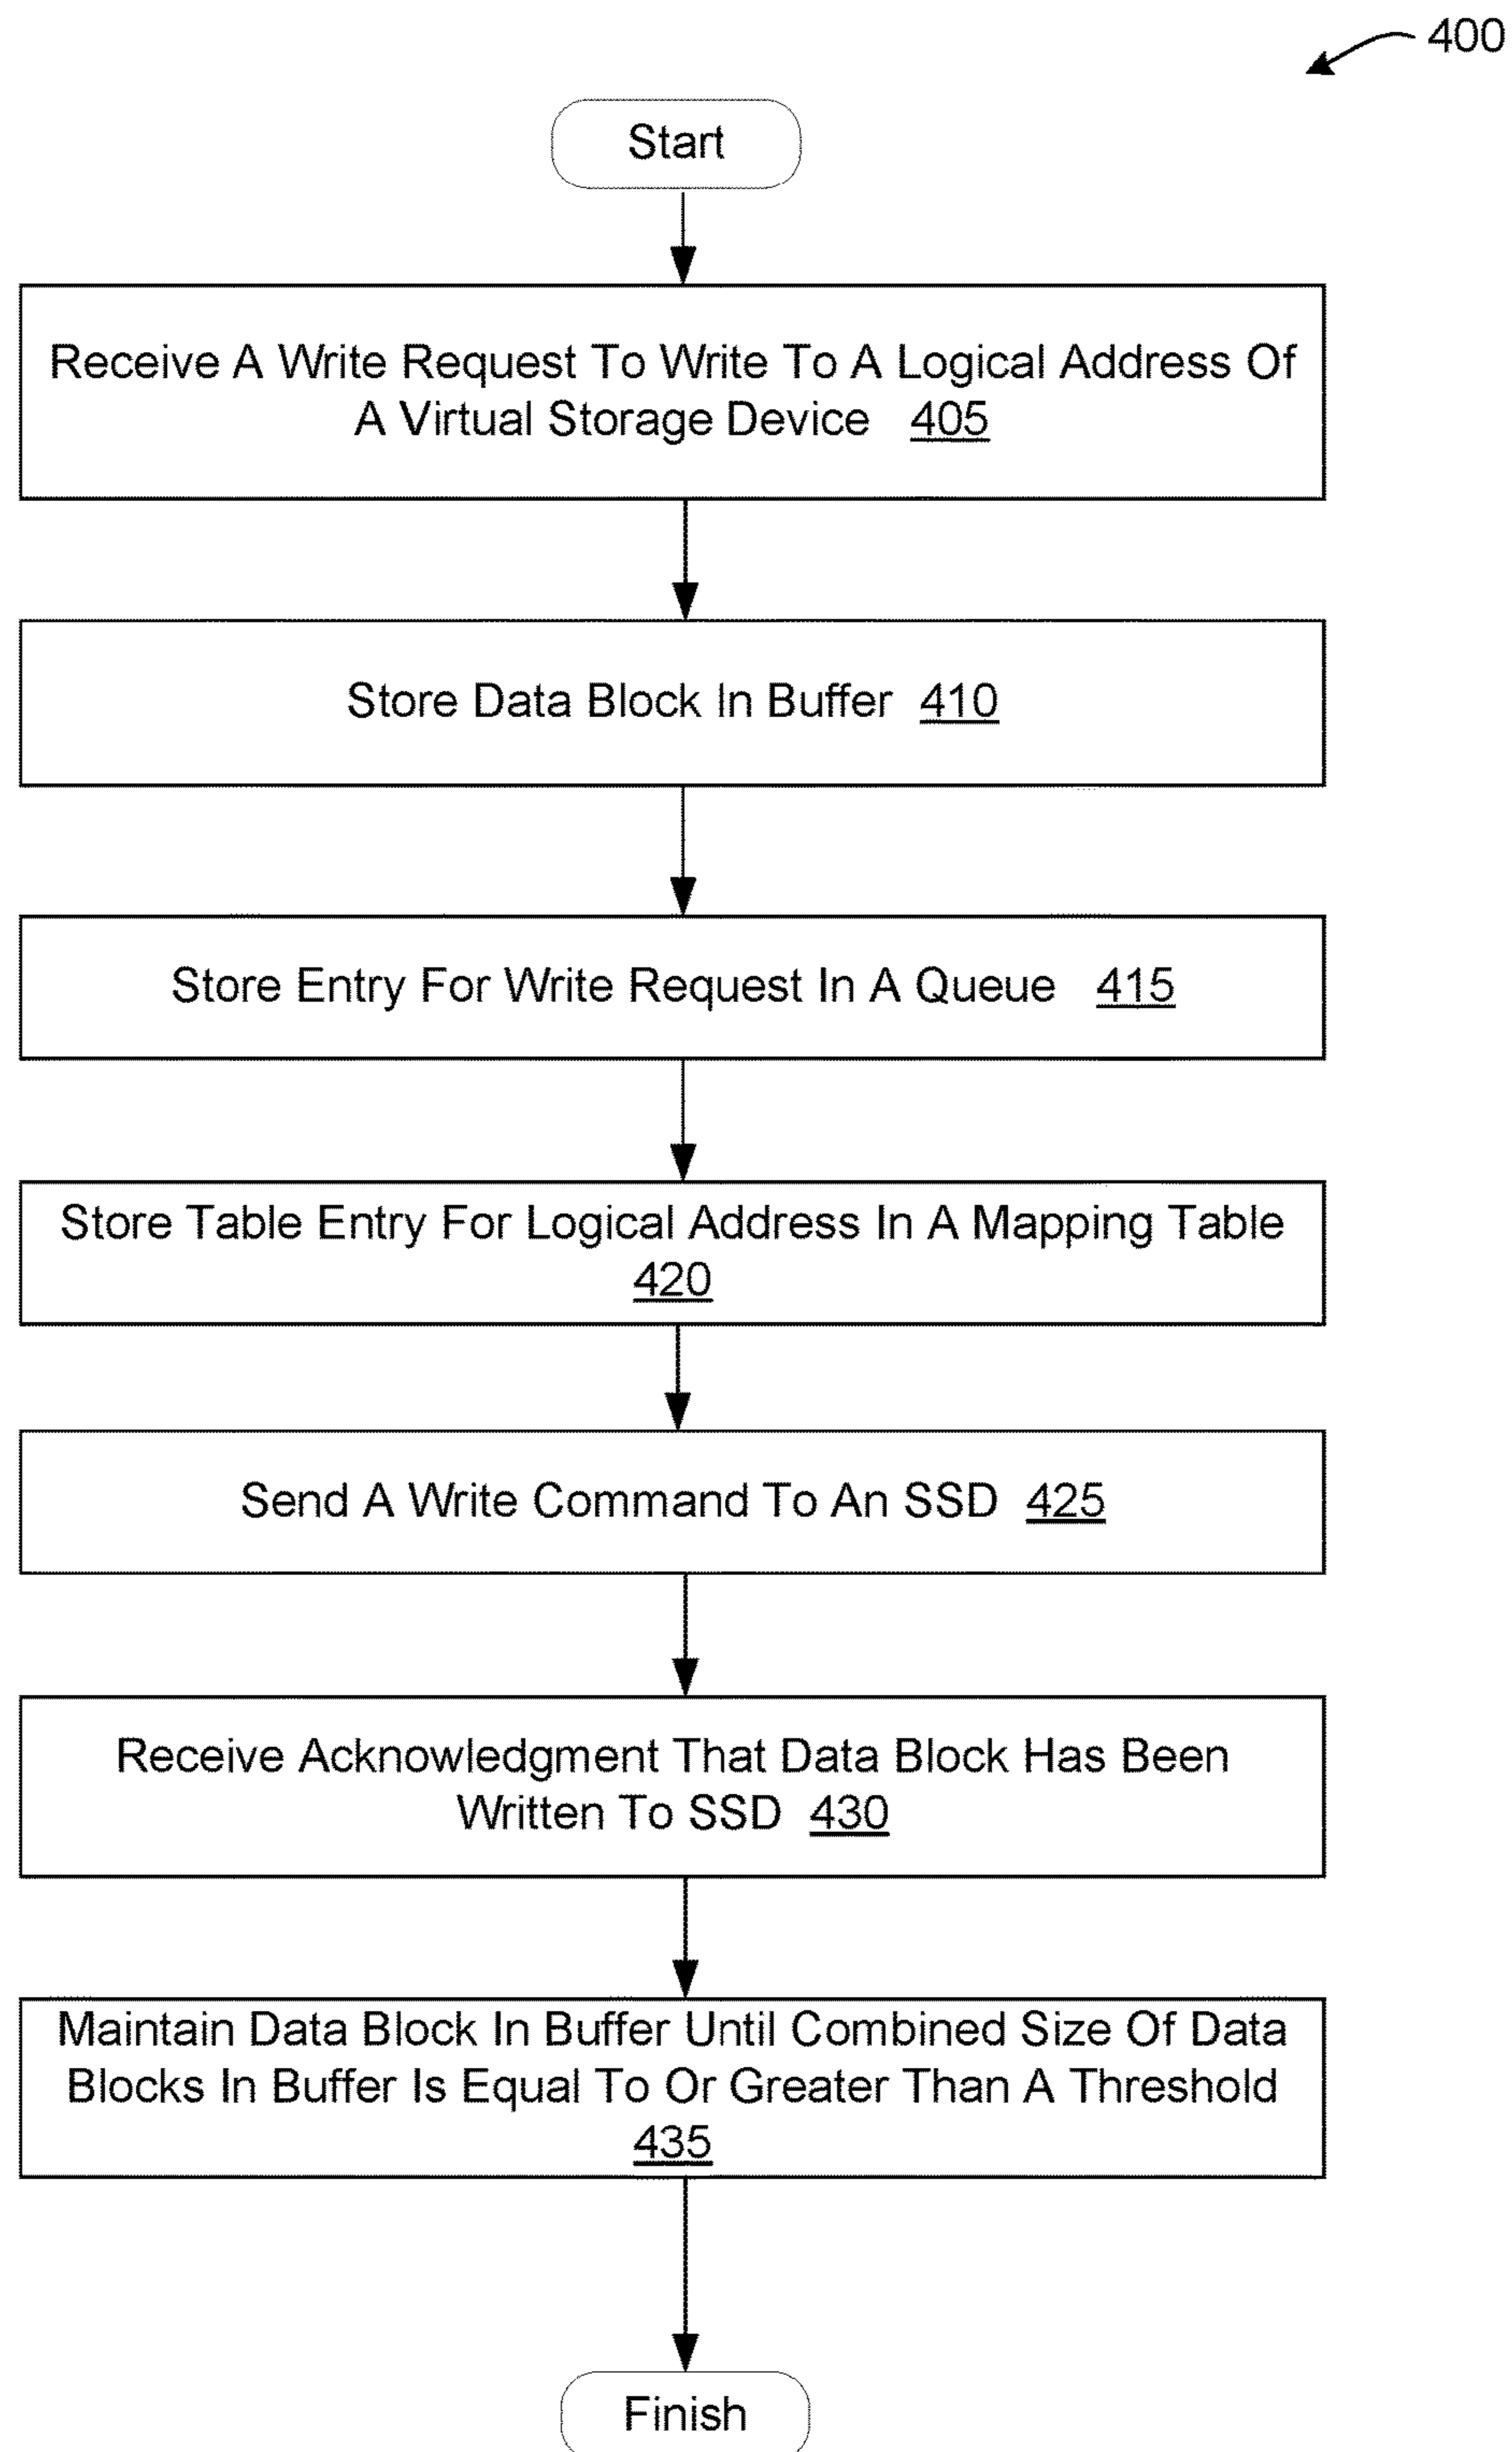 400
Start
Receive A Write Request To Write To A Logical Address Of
A Virtual Storage Device 405
Store Data Block In Buffer 410
Store Entry For Write Request In A Queue 415
Store Table Entry For Logical Address In A Mapping Table
420
Send A Write Command To An SSD 425
Receive Acknowledgment That Data Block Has Been
Written To SSD 430
Maintain Data Block In Buffer Until Combined Size Of Data
Blocks In Buffer Is Equal To Or Greater Than A Threshold
435
Finish